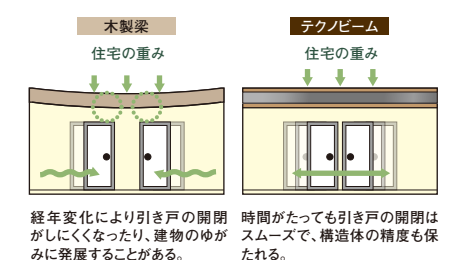 木製梁
住宅の重み
経年変化により引き戸の開閉
がしにくくなったり、建物のゆが
みに発展することがある。
テクノビーム
住宅の重み
時間がたっても引き戸の開閉は
スムーズで、構造体の精度も保
たれる。